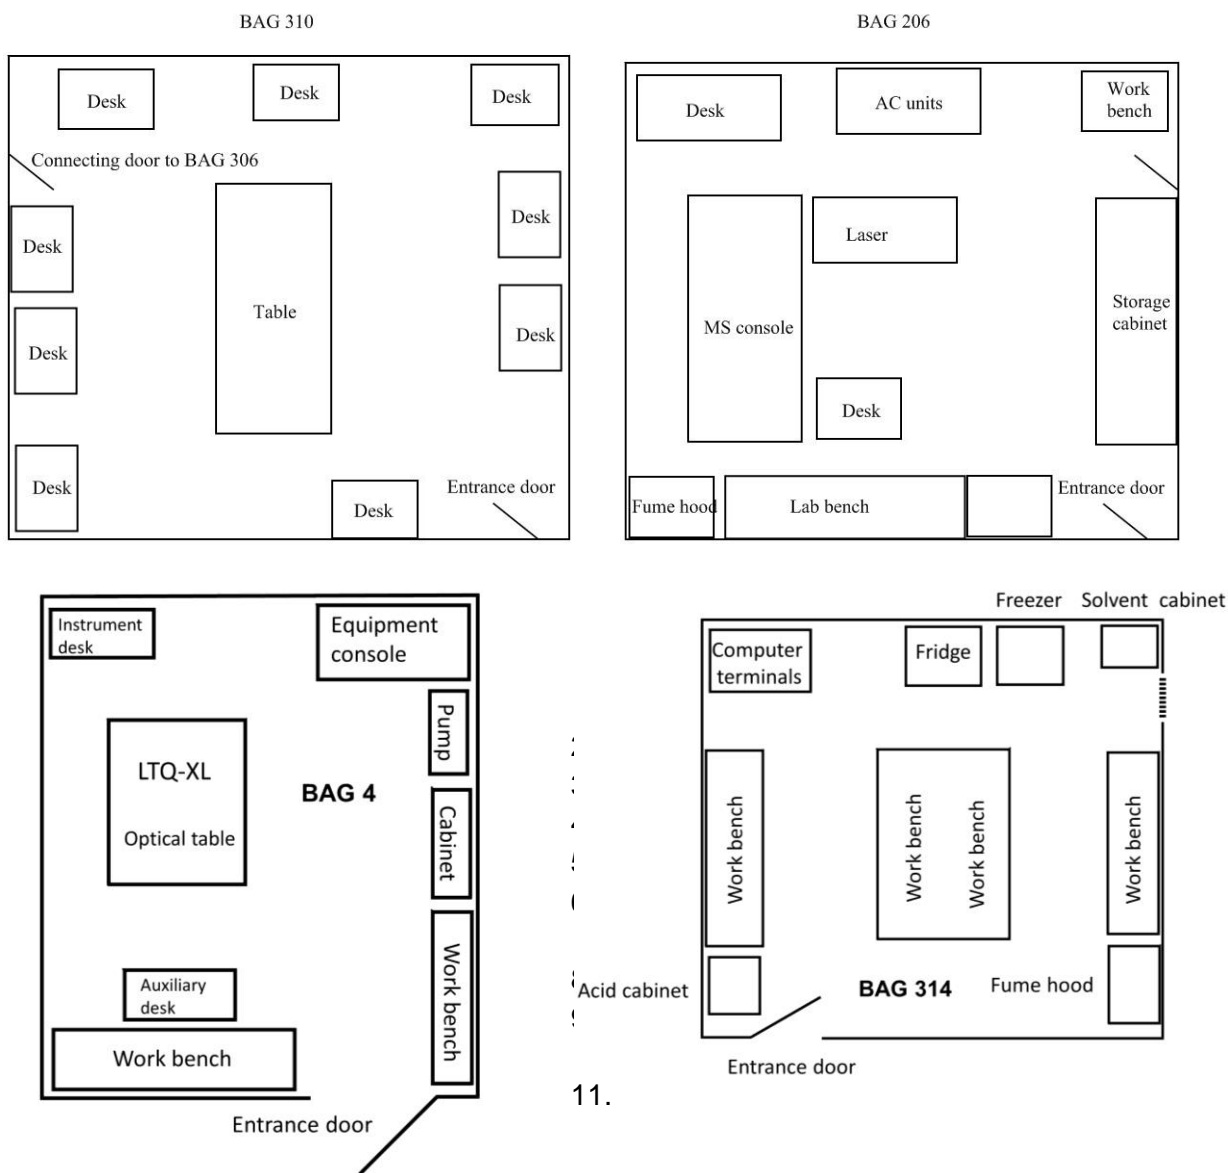 BAG 310
Desk
Desk
Desk
Connecting door to BAG 306
Desk
Desk
Table
Desk
Desk
Desk
Desk
Entrance door
Desk
BAG 206
Desk
AC units
Work
bench
Laser
MS console
Storage
cabinet
Desk
Fume hood
Lab bench
Entrance door
Instrument
desk
Equipment
console
Pump
LTQ-XL
BAG 4
Optical table
Cabinet
Work bench
Auxiliary
desk
Work bench
Entrance door
11.
Freezer
Solvent cabinet
Computer
terminals
Fridge
Work bench
Work bench
Work bench
Work bench
Acid cabinet
BAG 314
Fume hood
Entrance door